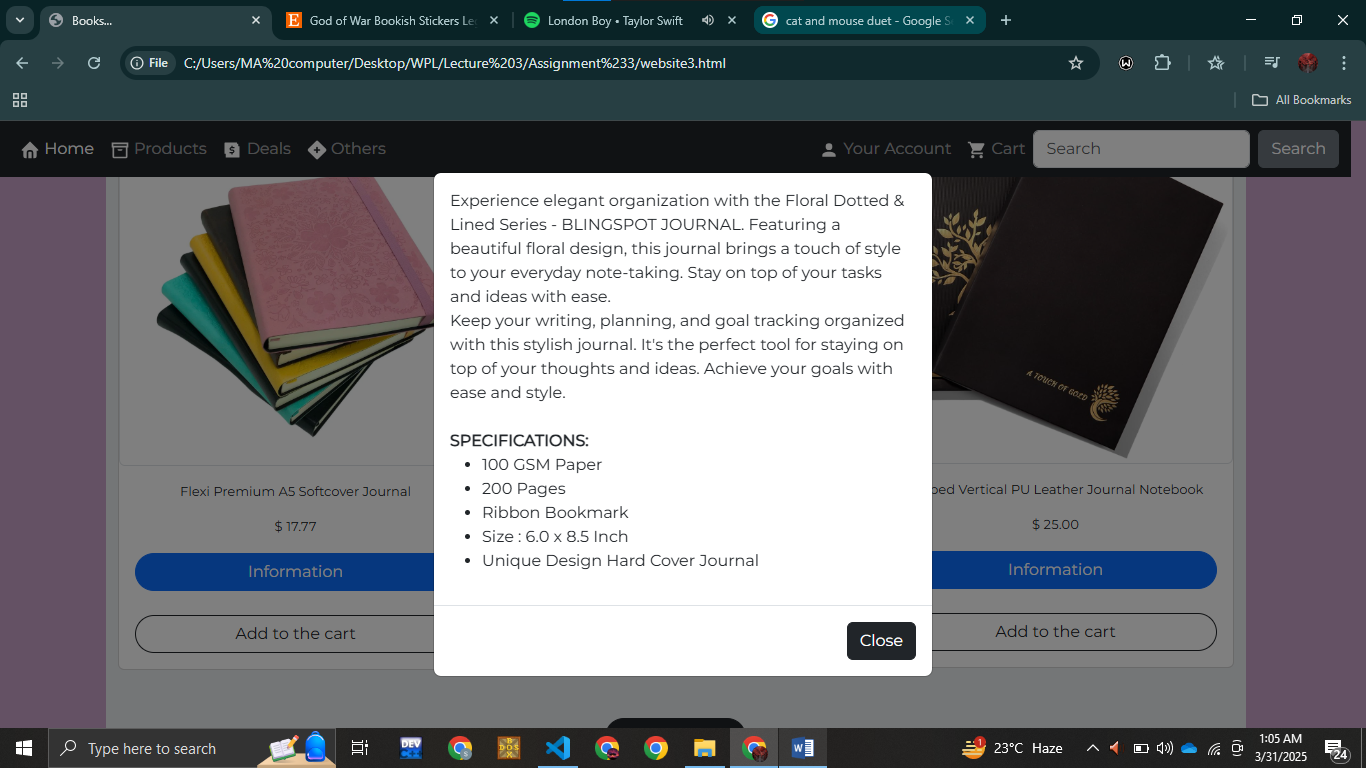 Books...
God of War Bookish Stickers Le
London Boy • Taylor Swift
cat and mouse duet - Google S
File
C:/Users/MA%20computer/Desktop/WPL/Lecture%203/Assignment%233/website3.html
All Bookmarks
Home
Products
Deals
Others
Your Account
Cart
Search
Search
Experience elegant organization with the Floral Dotted &
Lined Series - BLINGSPOT JOURNAL. Featuring a
beautiful floral design, this journal brings a touch of style
to your everyday note-taking. Stay on top of your tasks
and ideas with ease.
Keep your writing, planning, and goal tracking organized
with this stylish journal. It's the perfect tool for staying on
top of your thoughts and ideas. Achieve your goals with
ease and style.
SPECIFICATIONS:
• 100 GSM Paper
• 200 Pages
• Ribbon Bookmark
• Size : 6.0 x 8.5 Inch
• Unique Design Hard Cover Journal
Close
Flexi Premium A5 Softcover Journal
$ 17.77
Information
Add to the cart
A TOUCH OF GOLD
Vertical PU Leather Journal Notebook
$ 25.00
Information
Add to the cart
Type here to search
DEV
23°C Haze
1:05 AM
3/31/2025
24